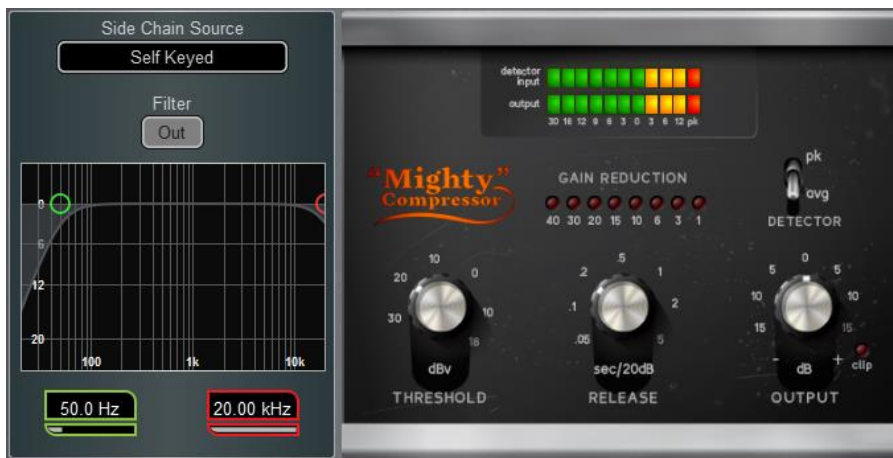 Side Chain Source
Self Keyed
Filter
Out
0
6
12
20
100 1k 10k
50.0 Hz 20.00 kHz
detector
input
output
30 16 12 9 6 3 0 3 6 12 pk
"Mighty"
Compressor
GAIN REDUCTION
40 30 20 15 10 6 3 1
pk
avg
DETECTOR
10
20 0
30 10
16
dBv
THRESHOLD
.5
.2 1
.1 2
.05 5
sec/20dB
RELEASE
0
5 5
10 10
15 15
- dB + clip
OUTPUT